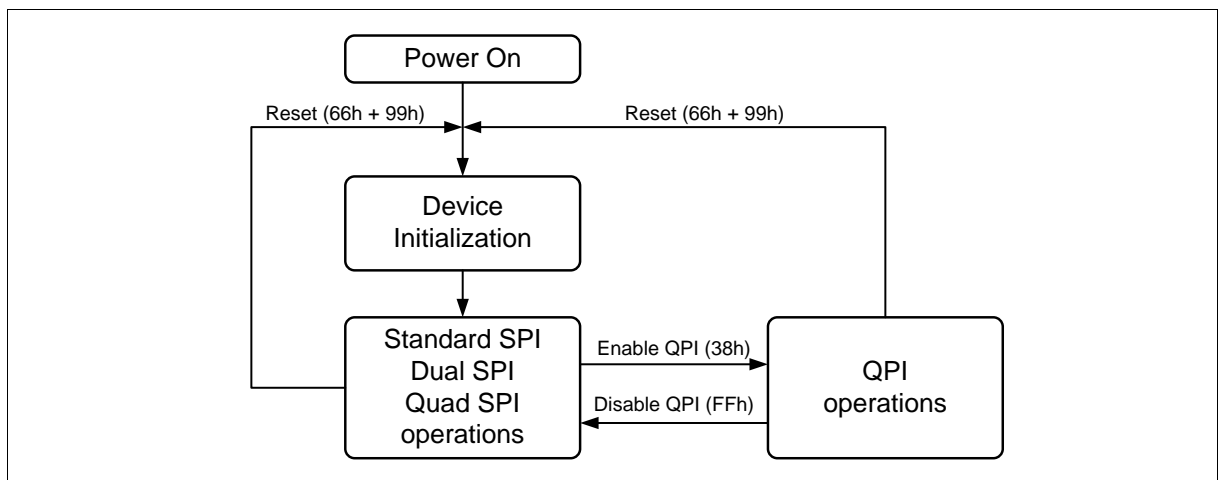 Power On
Reset (66h + 99h)
Reset (66h + 99h)
Device
Initialization
Standard SPI
Dual SPI
Quad SPI
operations
Enable QPI (38h)
Disable QPI (FFh)
QPI
operations